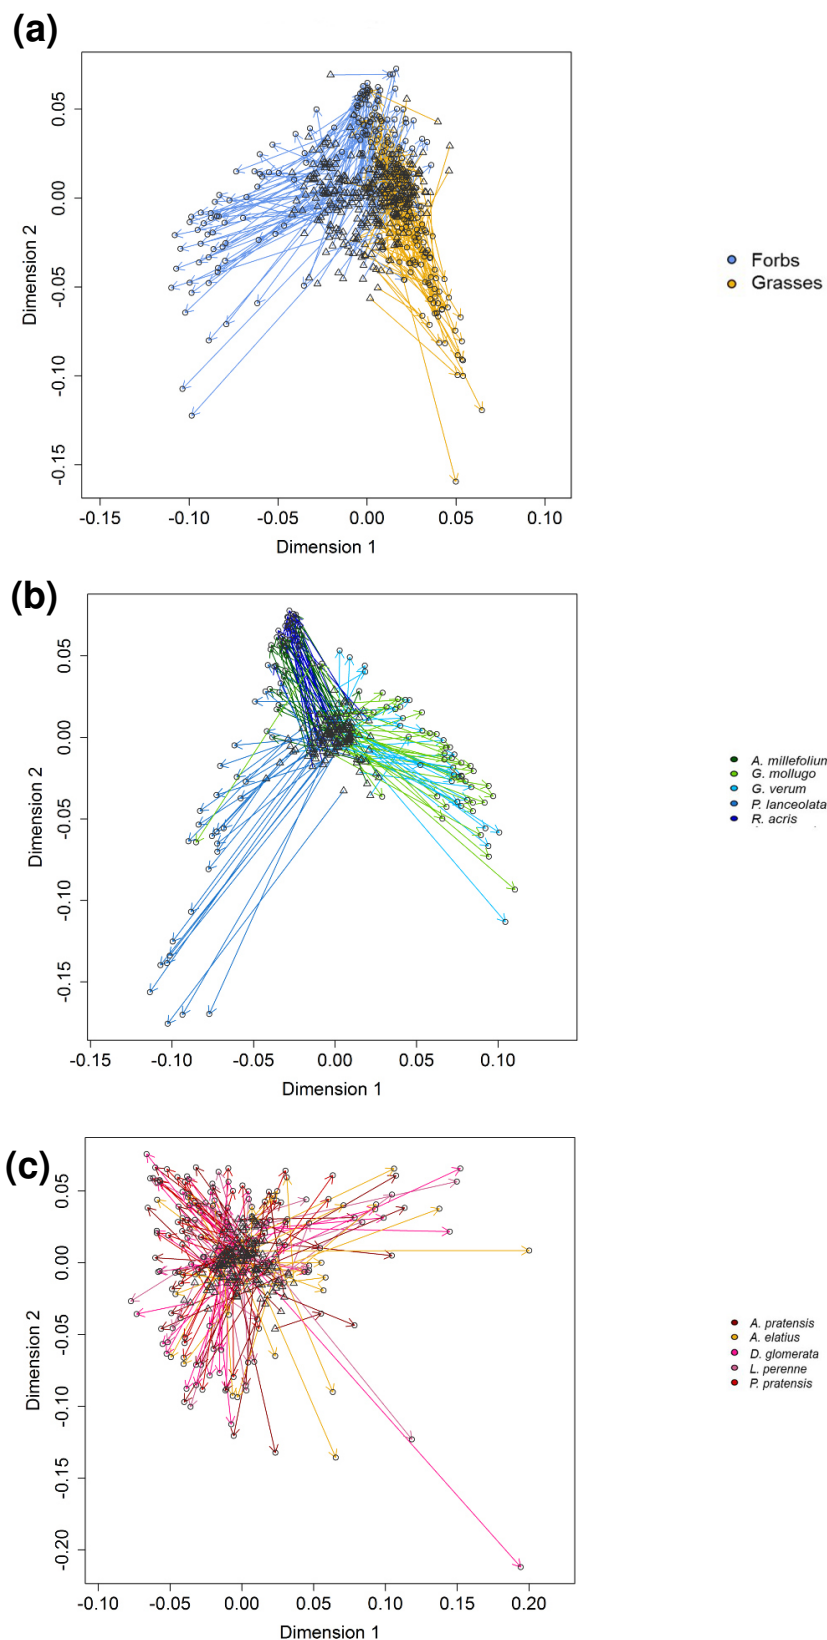 (a)
0.05
0.00
-0.05
-0.10
-0.15
Dimension 2
-0.15 -0.10 -0.05 0.00 0.05 0.10
Dimension 1
Forbs
Grasses
(b)
0.05
0.00
-0.05
-0.10
-0.15
Dimension 2
-0.15 -0.10 -0.05 0.00 0.05 0.10
Dimension 1
A. millefoliun
G. mollugo
G. verum
P. lanceolata
R. acris
(c)
0.05
0.00
-0.05
-0.10
-0.15
-0.20
Dimension 2
-0.10 -0.05 0.00 0.05 0.10 0.15 0.20
Dimension 1
A. pratensis
A. elatius
D. glomerata
L. perenne
P. pratensis